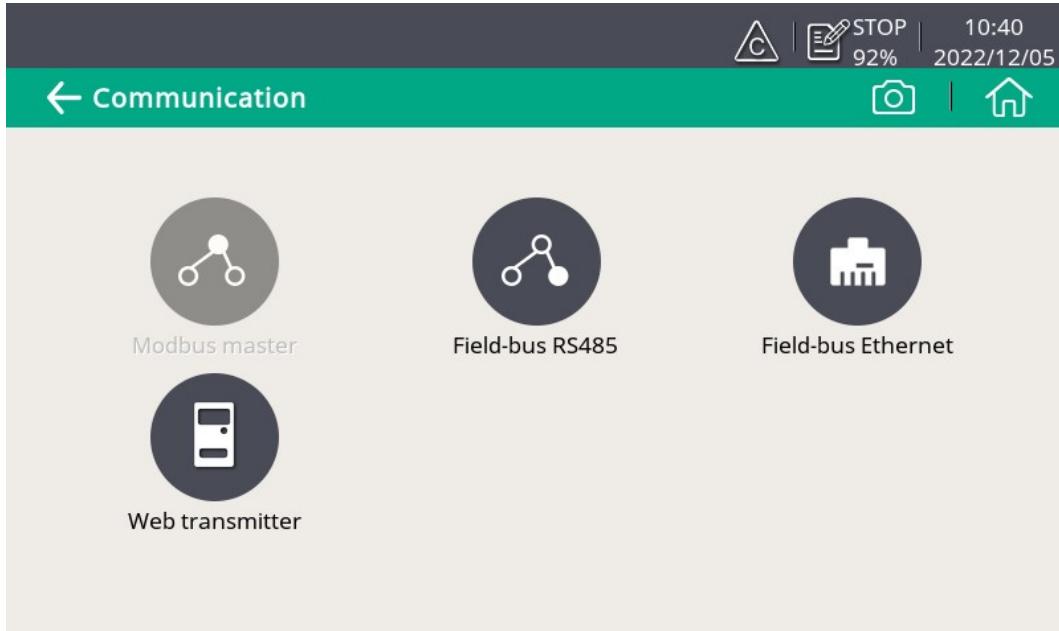 C
STOP
92%
10:40
2022/12/05
Communication
Modbus master
Field-bus RS485
Field-bus Ethernet
Web transmitter